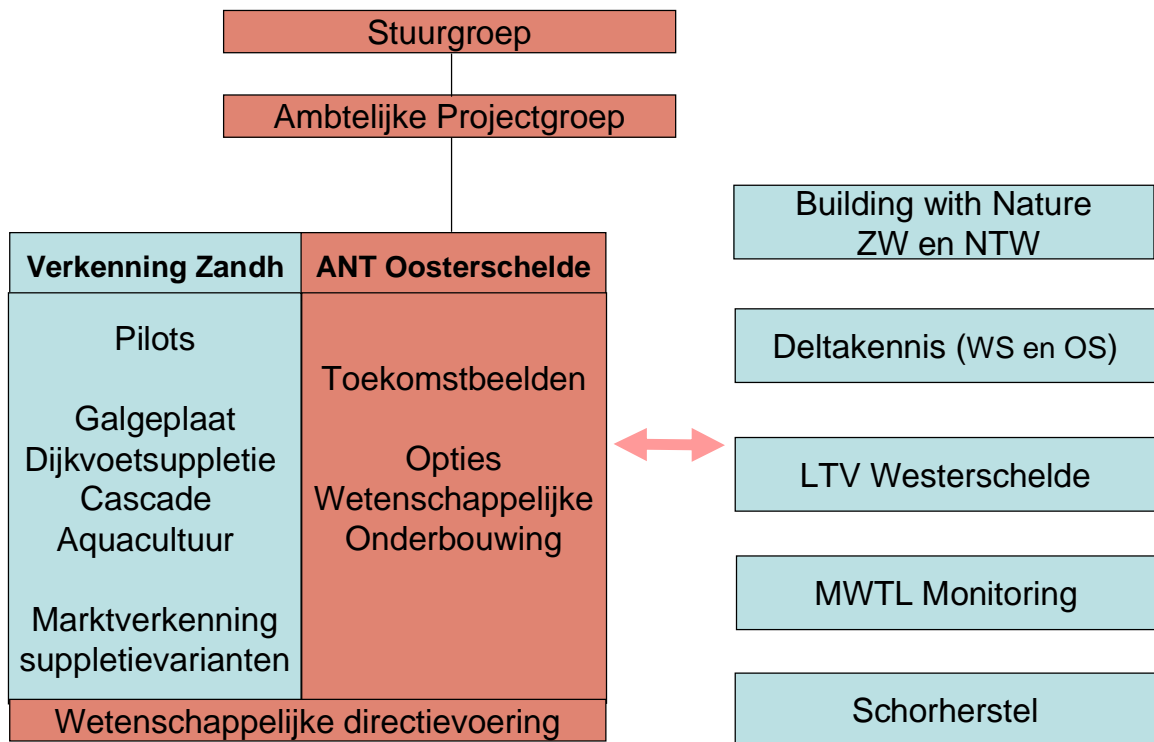 Stuurgroep
Ambtelijke Projectgroep
Verkenning Zandh
Pilots
Galgeplaat
Dijkvoetsuppletie
Cascade
Aquacultuur
Marktverkenning
suppletievarianten
ANT Oosterschelde
Toekomstbeelden
Opties
Wetenschappelijke
Onderbouwing
Wetenschappelijke directievoering
Building with Nature
ZW en NTW
Deltakennis (WS en OS)
LTV Westerschelde
MWTL Monitoring
Schorherstel